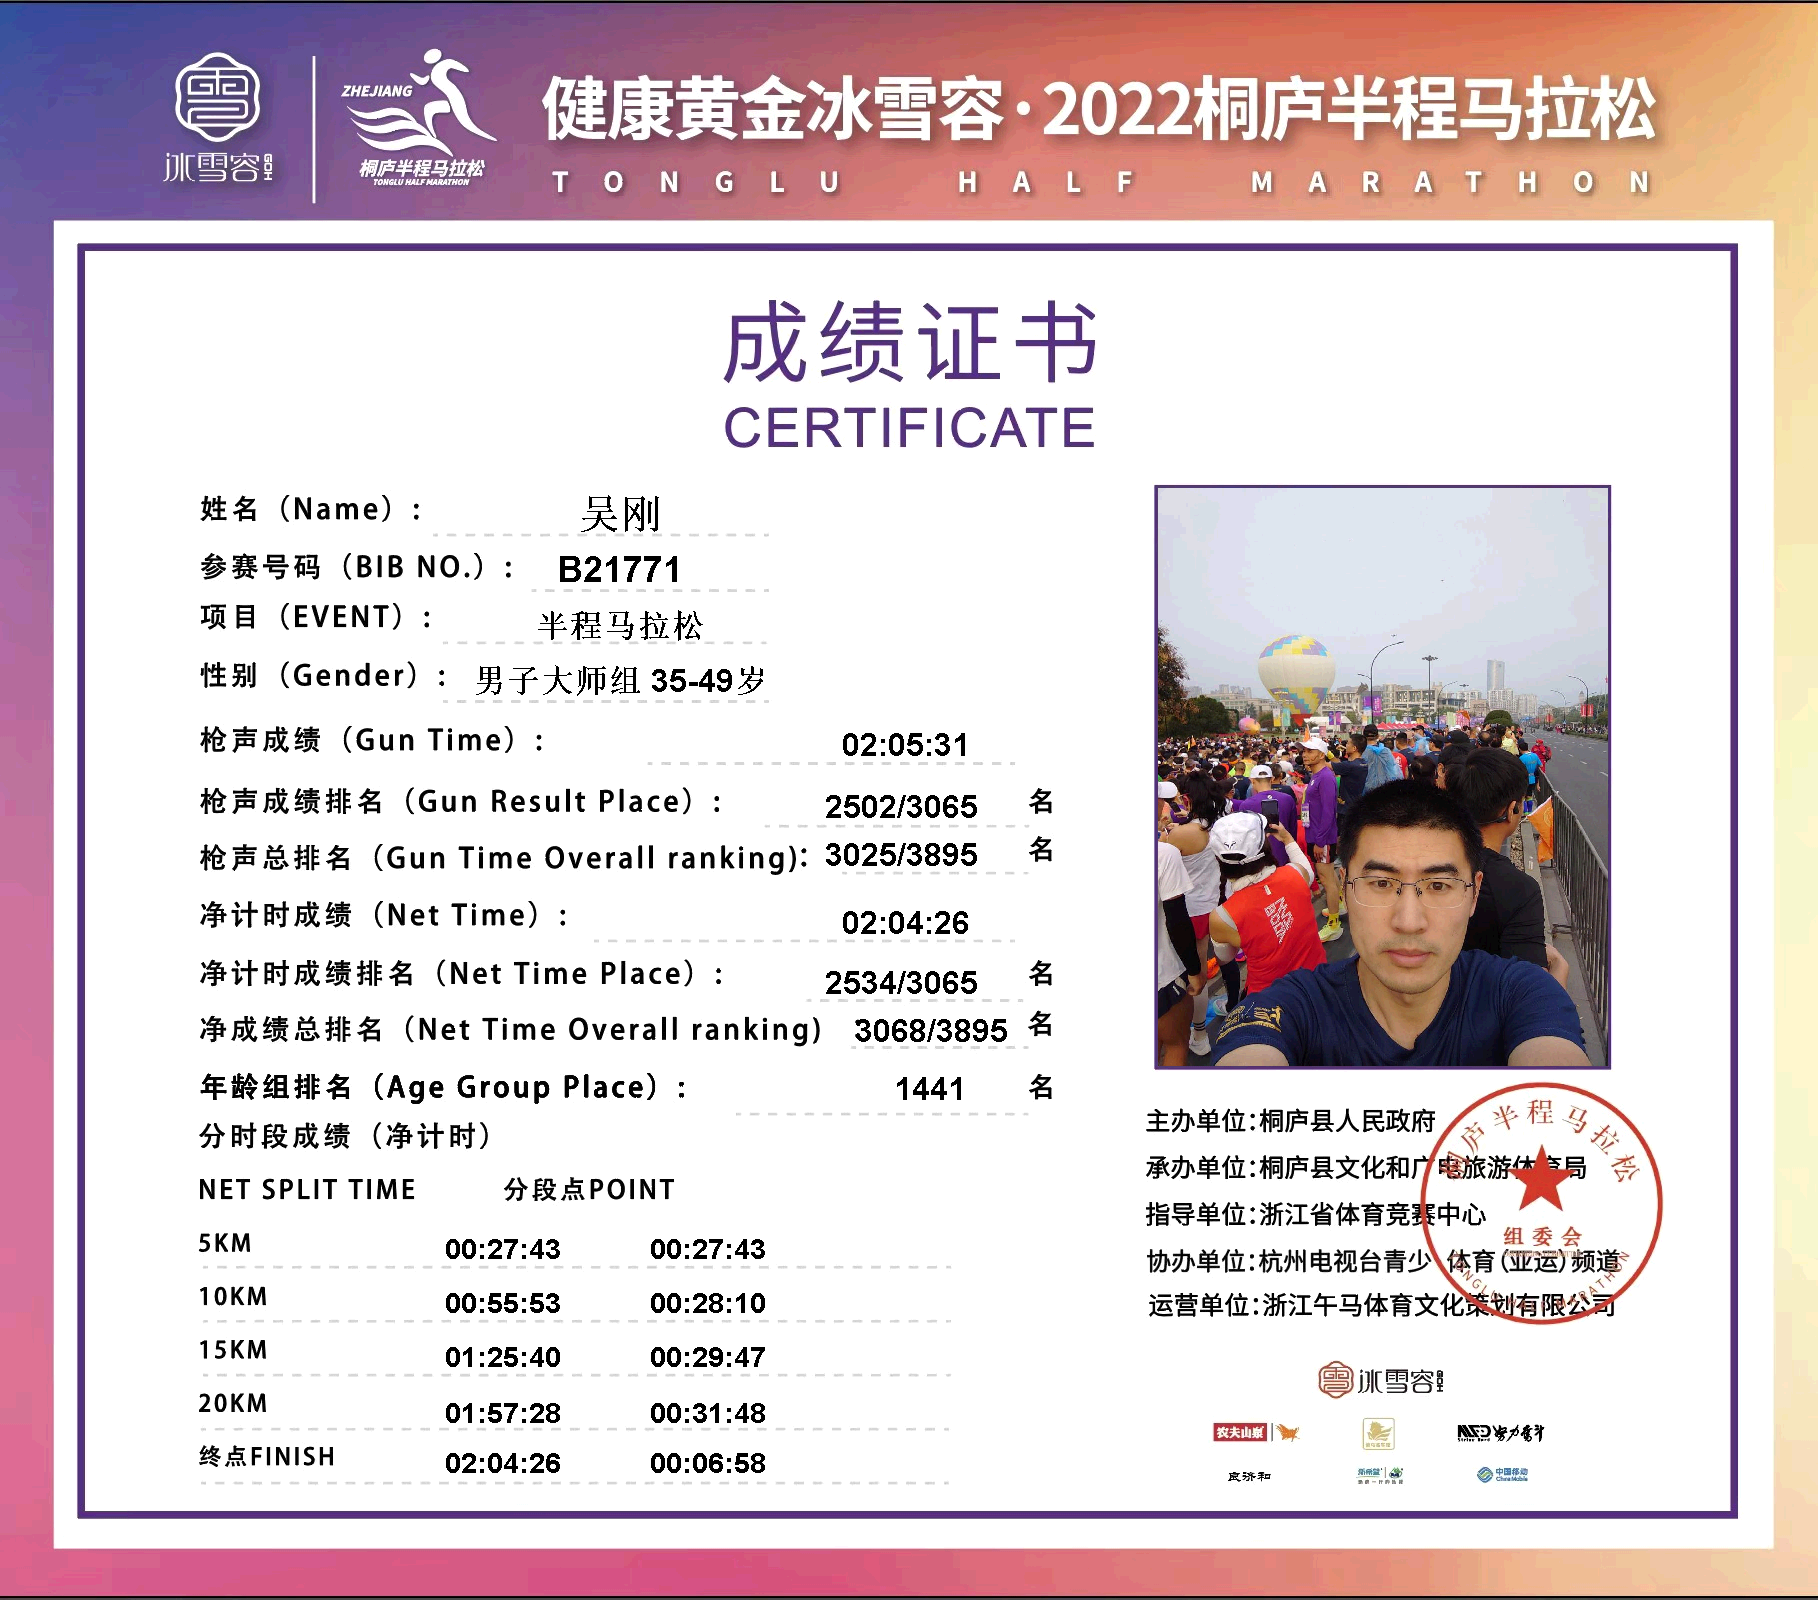 冰雪容 GCH
ZHEJIANG
桐庐半程马拉松
TONGLU HALF MARATHON
健康黄金冰雪容·2022桐庐半程马拉松
TONGLU HALF MARATHON
成绩证书
CERTIFICATE
姓名（Name）: 吴刚
参赛号码（BIB NO.）: B21771
项目（EVENT）: 半程马拉松
性别（Gender）: 男子大师组 35-49岁
枪声成绩（Gun Time）: 02:05:31
枪声成绩排名（Gun Result Place）: 2502/3065 名
枪声总排名（Gun Time Overall ranking): 3025/3895 名
净计时成绩（Net Time）: 02:04:26
净计时成绩排名（Net Time Place）: 2534/3065 名
净成绩总排名（Net Time Overall ranking) 3068/3895 名
年龄组排名（Age Group Place）: 1441 名
分时段成绩（净计时）
NET SPLIT TIME 分段点POINT
5KM 00:27:43 00:27:43
10KM 00:55:53 00:28:10
15KM 01:25:40 00:29:47
20KM 01:57:28 00:31:48
终点FINISH 02:04:26 00:06:58
主办单位:桐庐县人民政府
承办单位:桐庐县文化和广电旅游体育局
指导单位:浙江省体育竞赛中心
协办单位:杭州电视台青少 体育(亚运)频道
运营单位:浙江午马体育文化策划有限公司
桐庐半程马拉松
组委会
TONGLU HALF MARATHON
冰雪容 GCH
农夫山泉
努力奋斗
中国移动
China Mobile